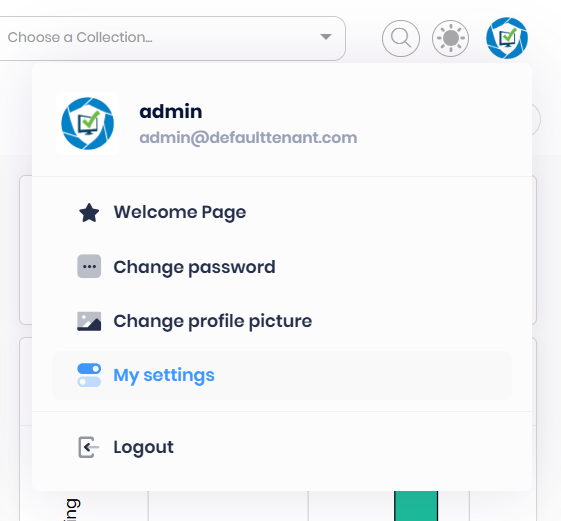 Choose a Collection...
admin
admin@defaulttenant.com
Welcome Page
Change password
Change profile picture
My settings
Logout